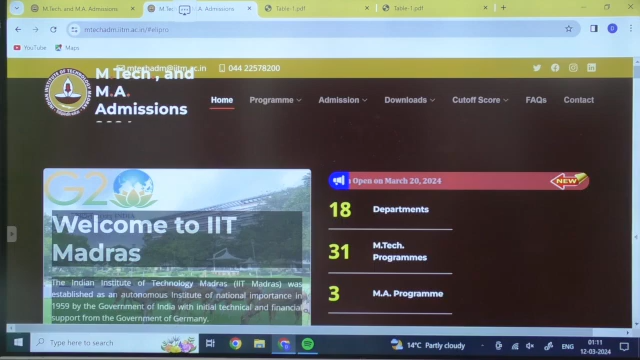 M.Tech, and M.A. Admissions
M.Tec
I.A. Admissions
Table-1.pdf
Table-1.pdf
mtechadm.iitm.ac.in/Pelipro
YouTube
Maps
mtechadm@iitm.ac.in
044 22578200
M Tech , and
M.A.
Admissions
Home
Programme
Admission
Downloads
Cutoff Score
FAQs
Contact
G20
Open on March 20, 2024
NEW
Welcome to IIT
Madras
18 Departments
31 M.Tech.
Programmes
3 M.A. Programme
The Indian Institute of Technology Madras (IIT Madras) was
established as an autonomous Institute of national importance in
1959 by the Government of India with initial technical and financial
support from the Government of Germany.
Type here to search
14°C Partly cloudy
ENG
01:11
12-03-2024